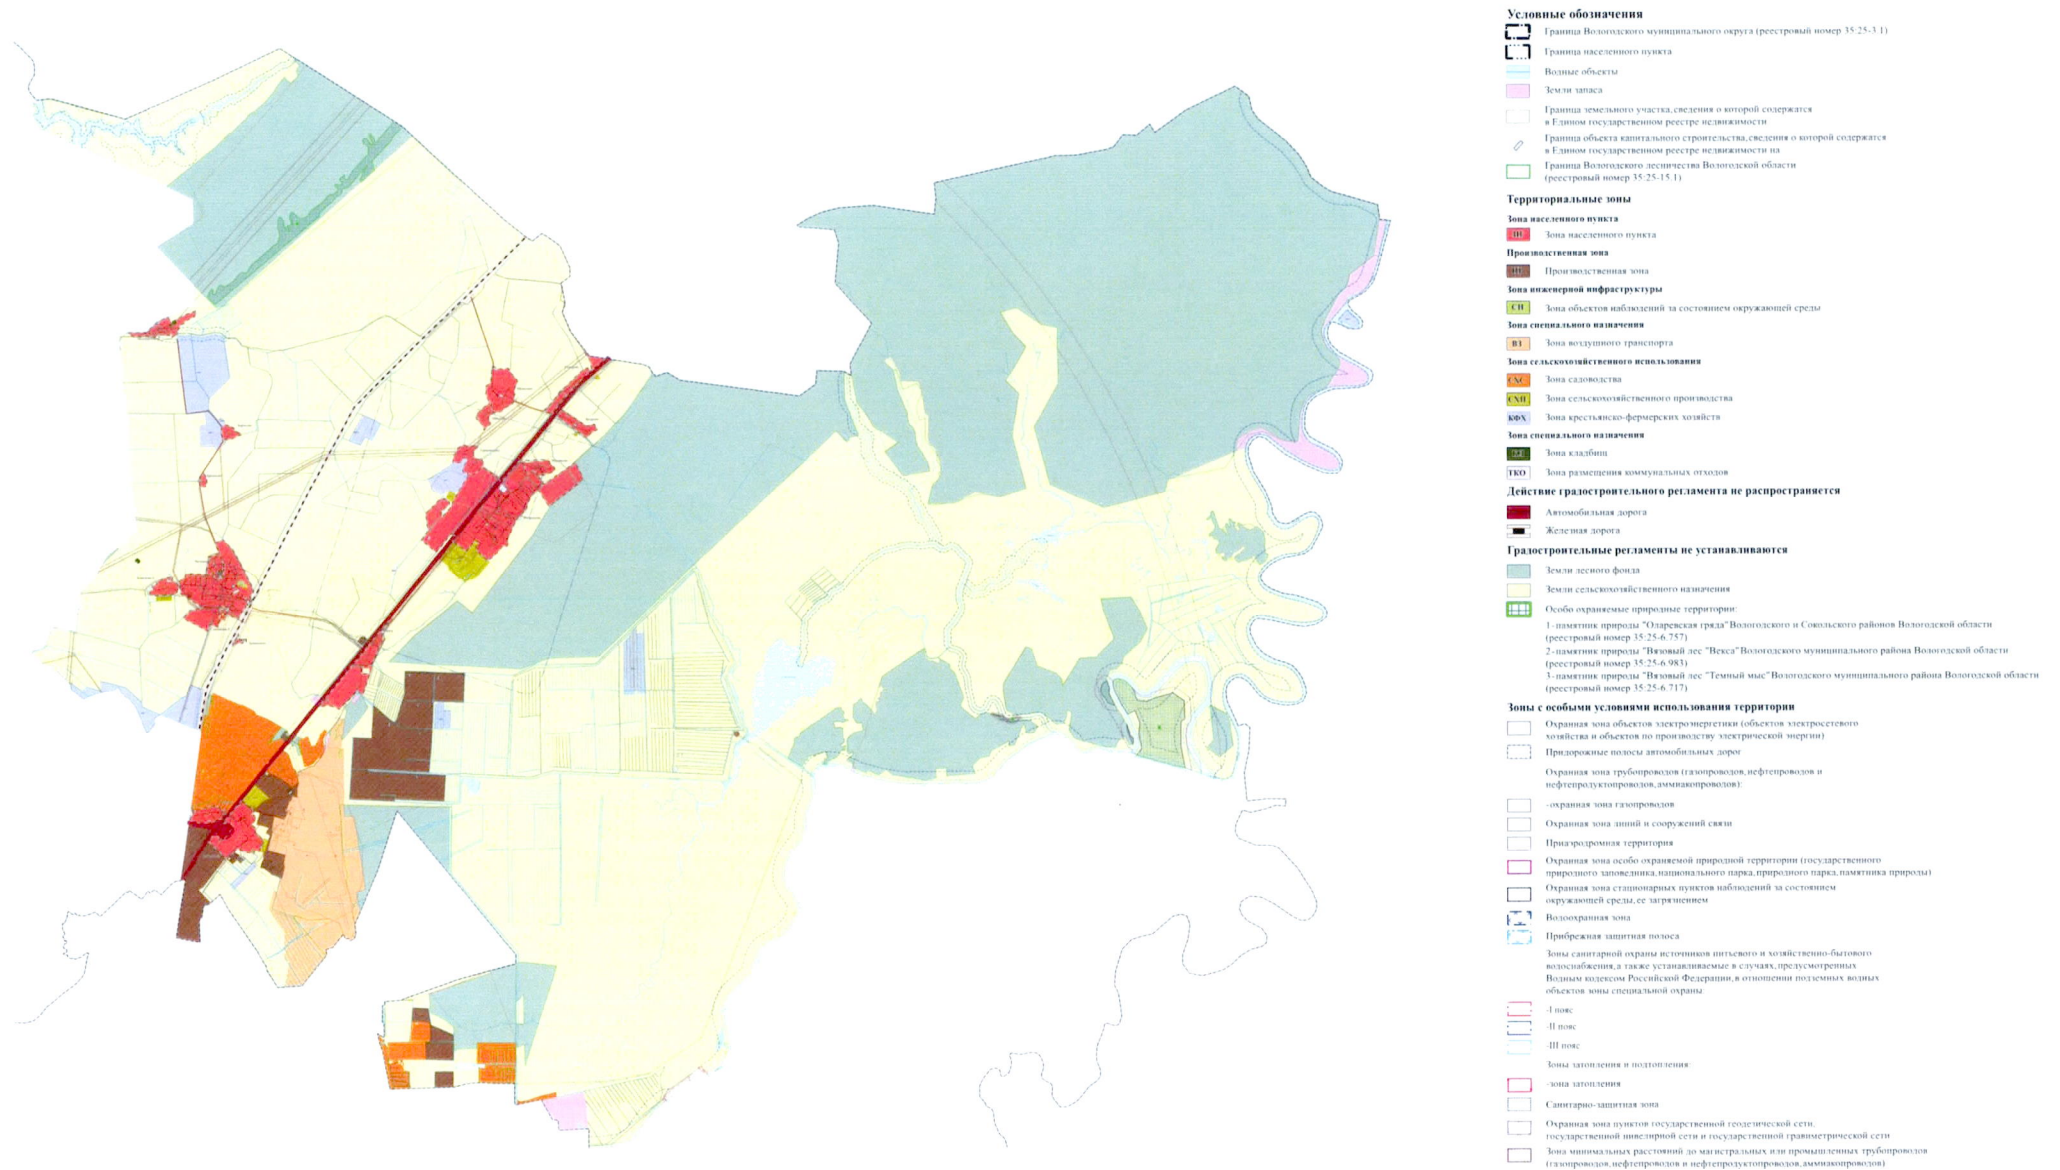 Условные обозначения
Граница Вологодского муниципального округа (реестровый номер 35:25-3.1)
Граница населенного пункта
Водные объекты
Земли запаса
Граница земельного участка, сведения о которой содержатся
в Едином государственном реестре недвижимости
Граница объекта капитального строительства, сведения о которой содержатся
в Едином государственном реестре недвижимости на
Граница Вологодского лесничества Вологодской области
(реестровый номер 35:25-15.1)
Территориальные зоны
Зона населенного пункта
Зона населенного пункта
Производственная зона
Производственная зона
Зона инженерной инфраструктуры
СН Зона объектов наблюдений за состоянием окружающей среды
Зона специального назначения
ВЗ Зона воздушного транспорта
Зона сельскохозяйственного использования
СХС Зона садоводства
СХП Зона сельскохозяйственного производства
КФХ Зона крестьянско-фермерских хозяйств
Зона специального назначения
Зона кладбищ
ТКО Зона размещения коммунальных отходов
Действие градостроительного регламента не распространяется
Автомобильная дорога
Железная дорога
Градостроительные регламенты не устанавливаются
Земли лесного фонда
Земли сельскохозяйственного назначения
Особо охраняемые природные территории:
1-памятник природы "Оларевская гряда" Вологодского и Сокольского районов Вологодской области
(реестровый номер 35:25-6.757)
2-памятник природы "Вязовый лес "Векса" Вологодского муниципального района Вологодской области
(реестровый номер 35:25-6.983)
3-памятник природы "Вязовый лес "Темный мыс" Вологодского муниципального района Вологодской области
(реестровый номер 35:25-6.717)
Зоны с особыми условиями использования территории
Охранная зона объектов электроэнергетики (объектов электросетевого
хозяйства и объектов по производству электрической энергии)
Придорожные полосы автомобильных дорог
Охранная зона трубопроводов (газопроводов, нефтепроводов и
нефтепродуктопроводов, аммиакопроводов):
-охранная зона газопроводов
Охранная зона линий и сооружений связи
Приаэродромная территория
Охранная зона особо охраняемой природной территории (государственного
природного заповедника, национального парка, природного парка, памятника природы)
Охранная зона стационарных пунктов наблюдений за состоянием
окружающей среды, ее загрязнением
Водоохранная зона
Прибрежная защитная полоса
Зоны санитарной охраны источников питьевого и хозяйственно-бытового
водоснабжения, а также устанавливаемые в случаях, предусмотренных
Водным кодексом Российской Федерации, в отношении подземных водных
объектов зоны специальной охраны
-I пояс
-II пояс
-III пояс
Зоны затопления и подтопления
-зона затопления
Санитарно-защитная зона
Охранная зона пунктов государственной геодезической сети,
государственной нивелирной сети и государственной гравиметрической сети
Зона минимальных расстояний до магистральных или промышленных трубопроводов
(газопроводов, нефтепроводов и нефтепродуктопроводов, аммиакопроводов)